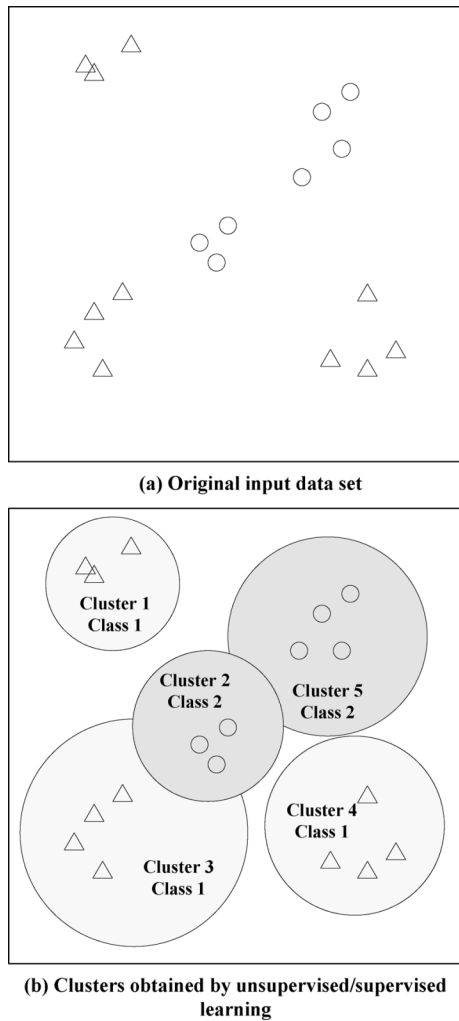 (a) Original input data set
Cluster 1
Class 1
Cluster 2
Class 2
Cluster 5
Class 2
Cluster 4
Class 1
Cluster 3
Class 1
(b) Clusters obtained by unsupervised/supervised
learning